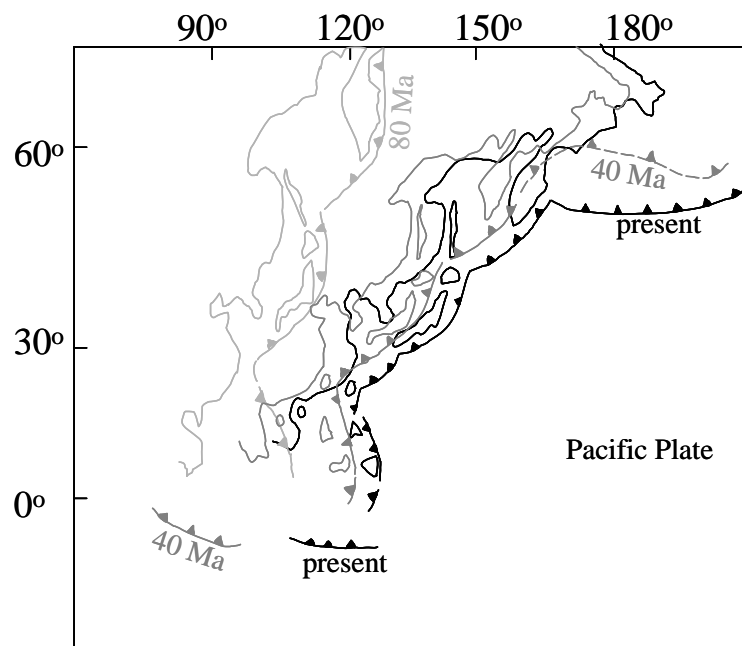 90º 120º 150º 180º
80 Ma
60º
40 Ma
present
30º
Pacific Plate
0º
40 Ma
present